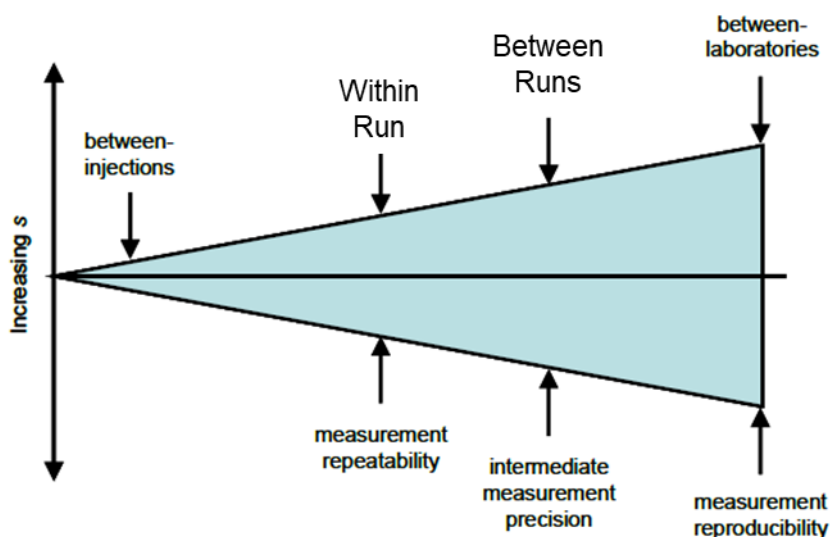 between-
laboratories
Between
Runs
Within
Run
between-
injections
Increasing s
measurement
repeatability
intermediate
measurement
precision
measurement
reproducibility